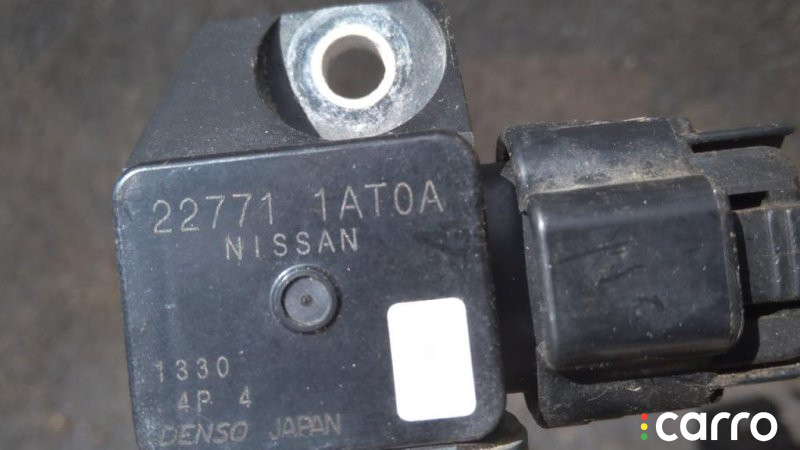 22771 1AT0A
NISSAN
1330
4P 4
DENSO JAPAN
carro